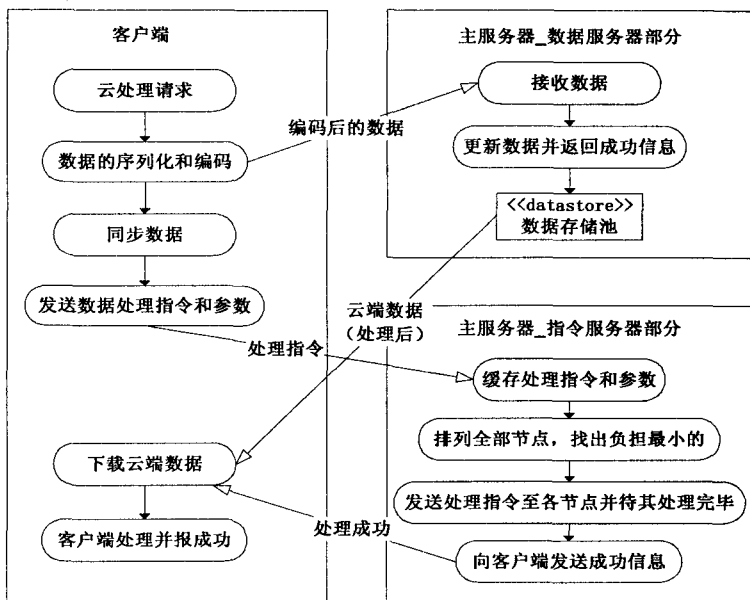 客户端
云处理请求
数据的序列化和编码
同步数据
发送数据处理指令和参数
下载云端数据
客户端处理并报成功
编码后的数据
云端数据
（处理后）
处理指令
处理成功
主服务器_数据服务器部分
接收数据
更新数据并返回成功信息
<<datastore>>
数据存储池
主服务器_指令服务器部分
缓存处理指令和参数
排列全部节点，找出负担最小的
发送处理指令至各节点并待其处理完毕
向客户端发送成功信息